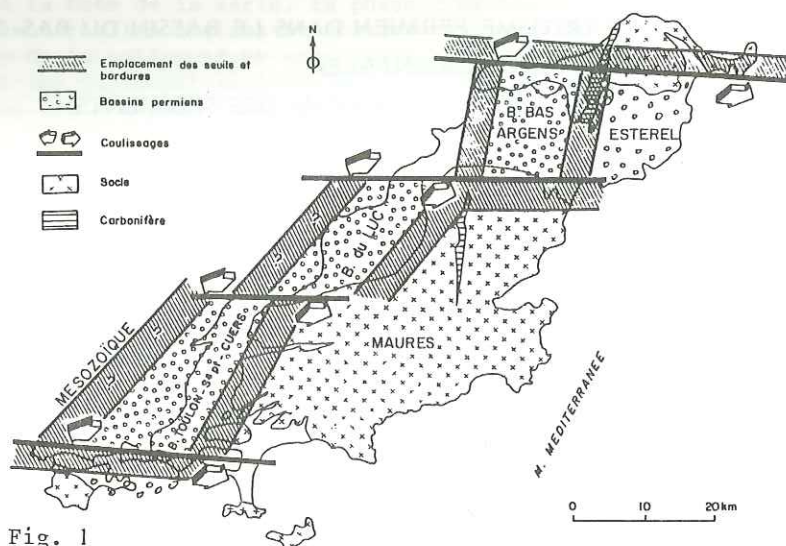 N
Emplacement des seuils et
bordures
Bassins permiens
Coulissages
Socle
Carbonifère
B. BAS
ARGENS
ESTEREL
B. du LUC
MESOZOÏQUE
B. TOULON-Sept. CUERS
MAURES
M. MEDITERRANEE
0 10 20km
Fig. 1